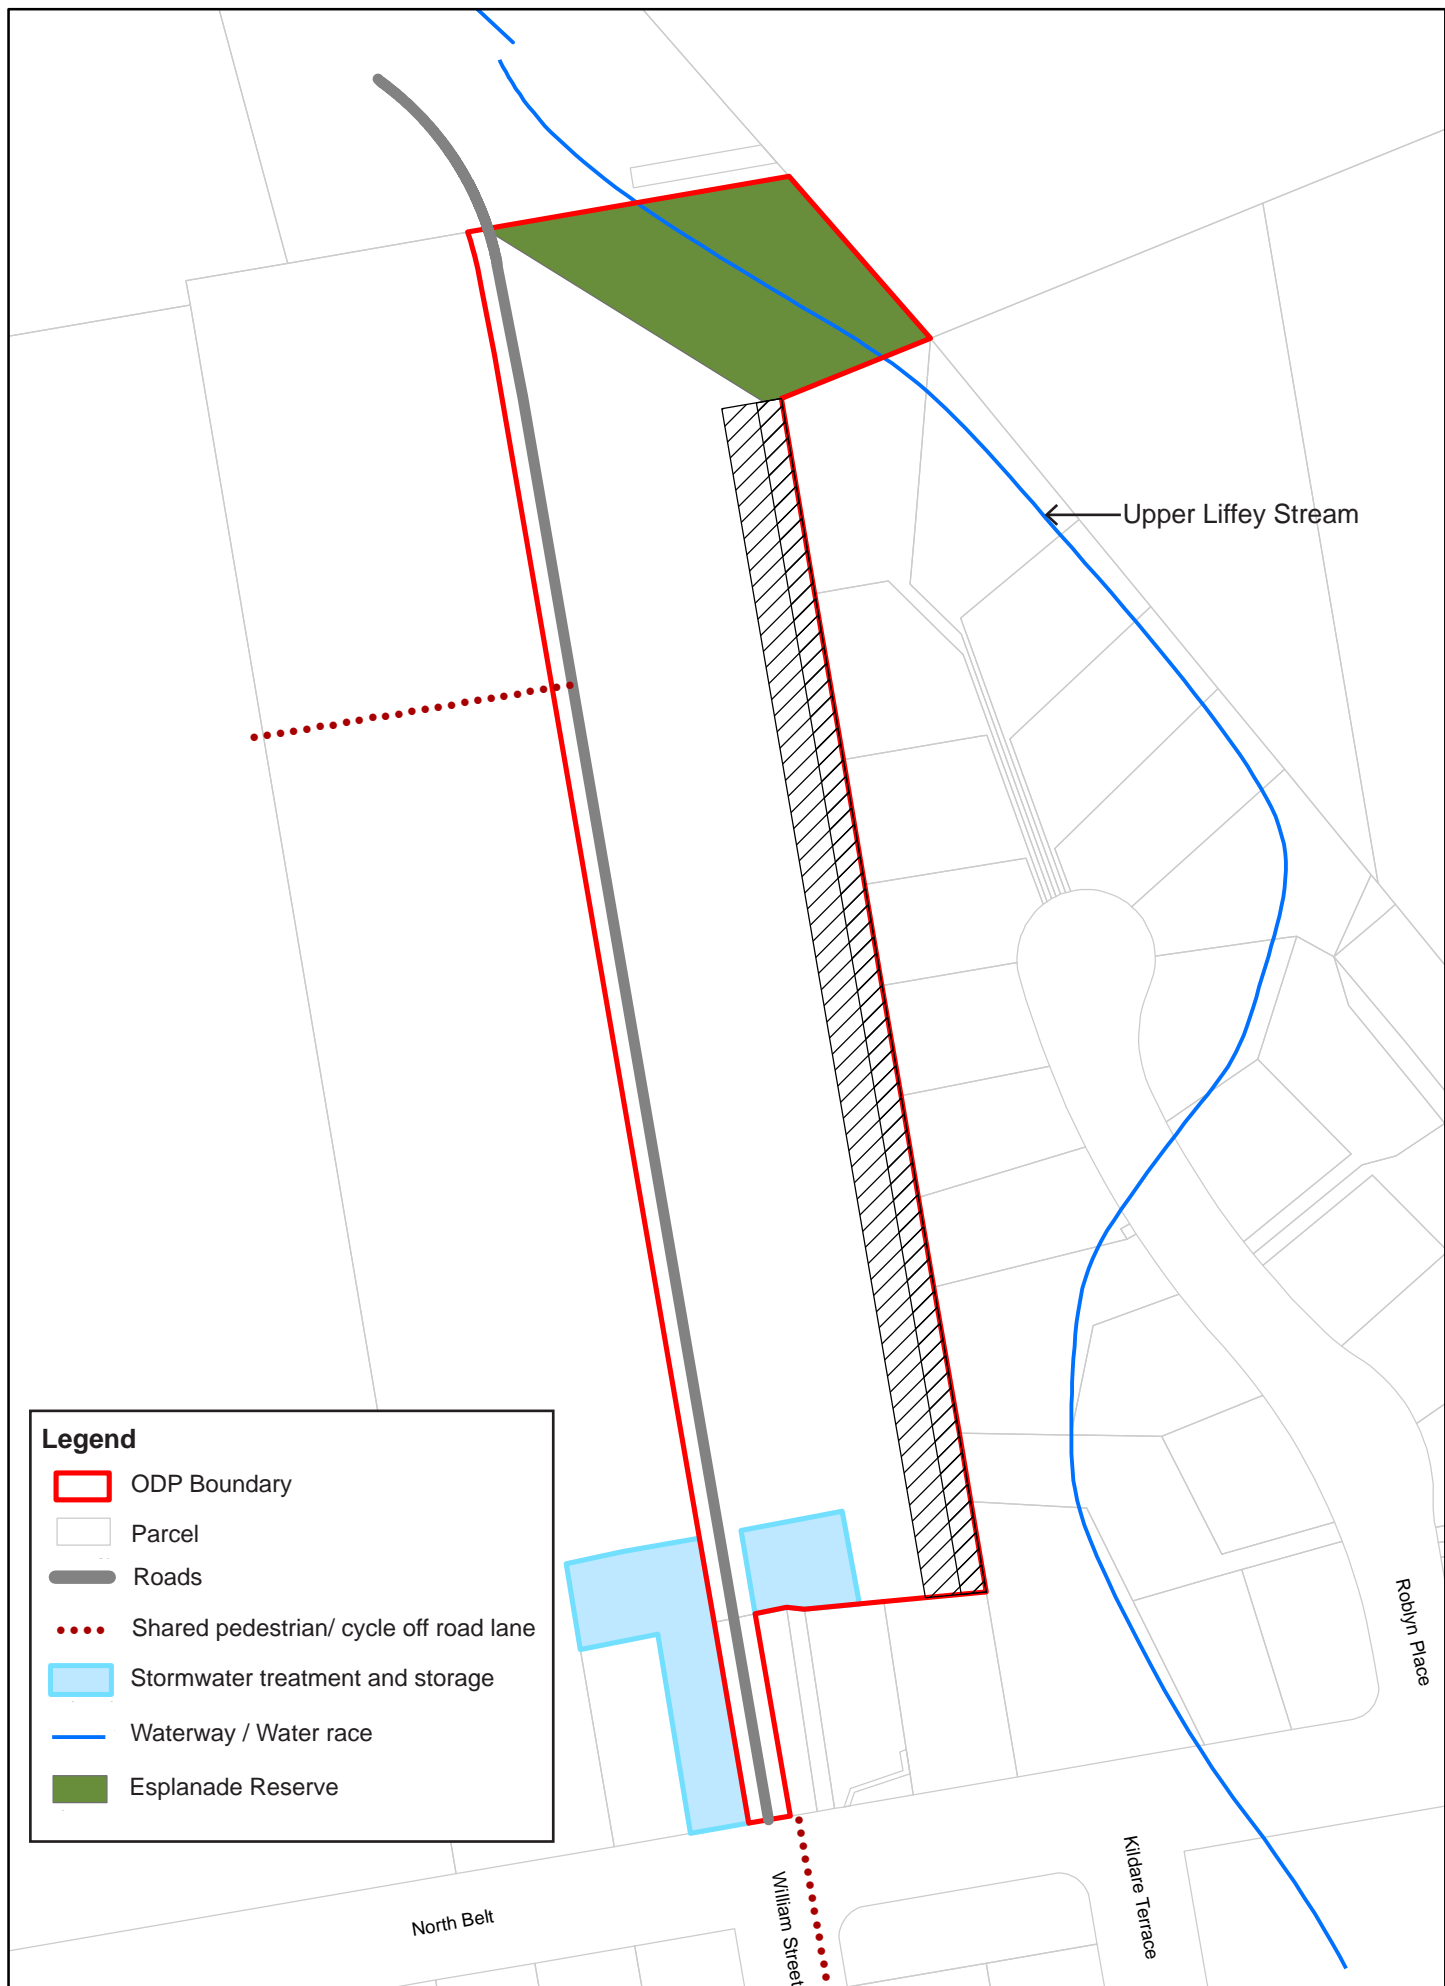 Upper Liffey Stream
Legend
ODP Boundary
Parcel
Roads
Shared pedestrian/ cycle off road lane
Stormwater treatment and storage
Waterway / Water race
Esplanade Reserve
Roblyn Place
Kildare Terrace
William Street
North Belt